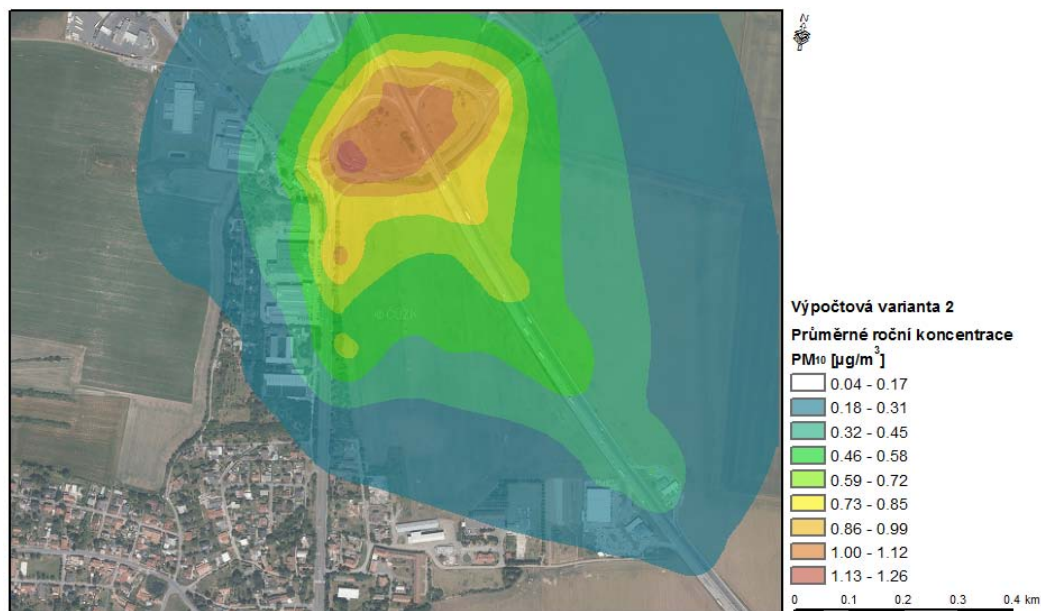 N
Výpočtová varianta 2
Průměrné roční koncentrace
PM10 [µg/m³]
0.04 - 0.17
0.18 - 0.31
0.32 - 0.45
0.46 - 0.58
0.59 - 0.72
0.73 - 0.85
0.86 - 0.99
1.00 - 1.12
1.13 - 1.26
0 0.1 0.2 0.3 0.4 km
© ČÚZK